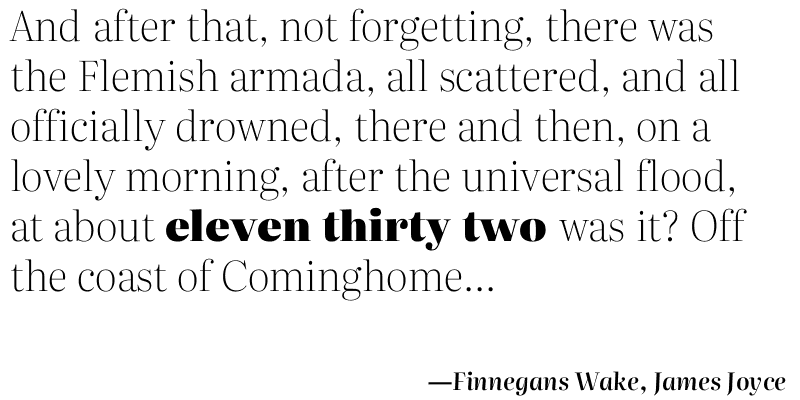 And after that, not forgetting, there was
the Flemish armada, all scattered, and all
officially drowned, there and then, on a
lovely morning, after the universal flood,
at about eleven thirty two was it? Off
the coast of Cominghome...
—Finnegans Wake, James Joyce